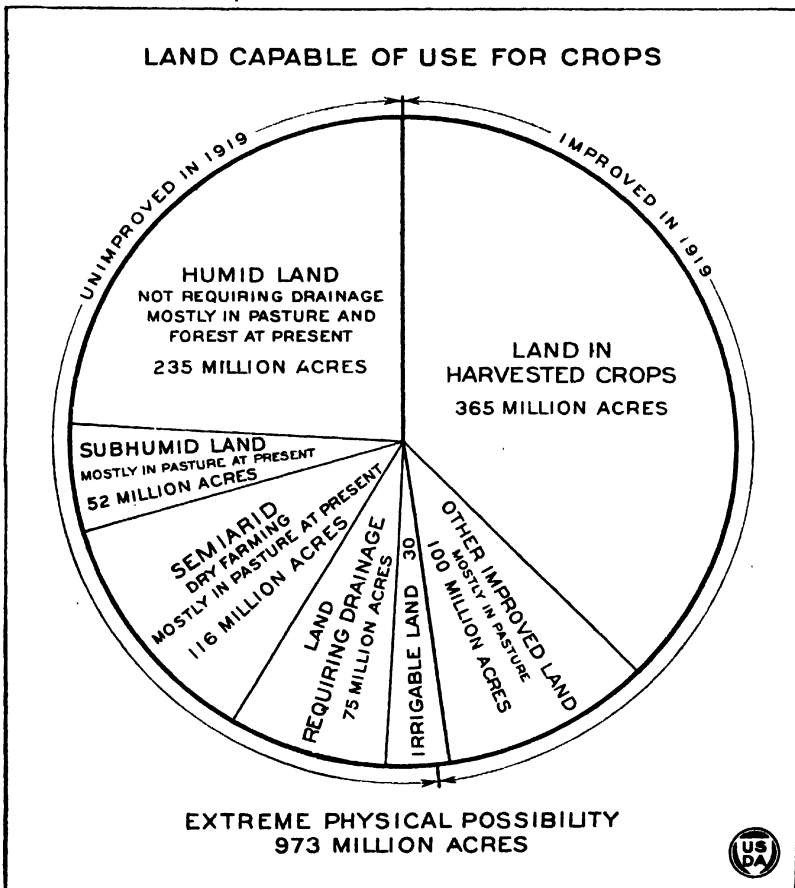 LAND CAPABLE OF USE FOR CROPS
UNIMPROVED IN 1919
IMPROVED IN 1919
HUMID LAND
NOT REQUIRING DRAINAGE
MOSTLY IN PASTURE AND
FOREST AT PRESENT
235 MILLION ACRES
LAND IN
HARVESTED CROPS
365 MILLION ACRES
SUBHUMID LAND
MOSTLY IN PASTURE AT PRESENT
52 MILLION ACRES
SEMIARID
DRY FARMING
MOSTLY IN PASTURE AT PRESENT
116 MILLION ACRES
LAND
REQUIRING DRAINAGE
75 MILLION ACRES
IRRIGABLE LAND 30
OTHER IMPROVED LAND
MOSTLY IN PASTURE
100 MILLION ACRES
EXTREME PHYSICAL POSSIBILITY
973 MILLION ACRES
US
DA